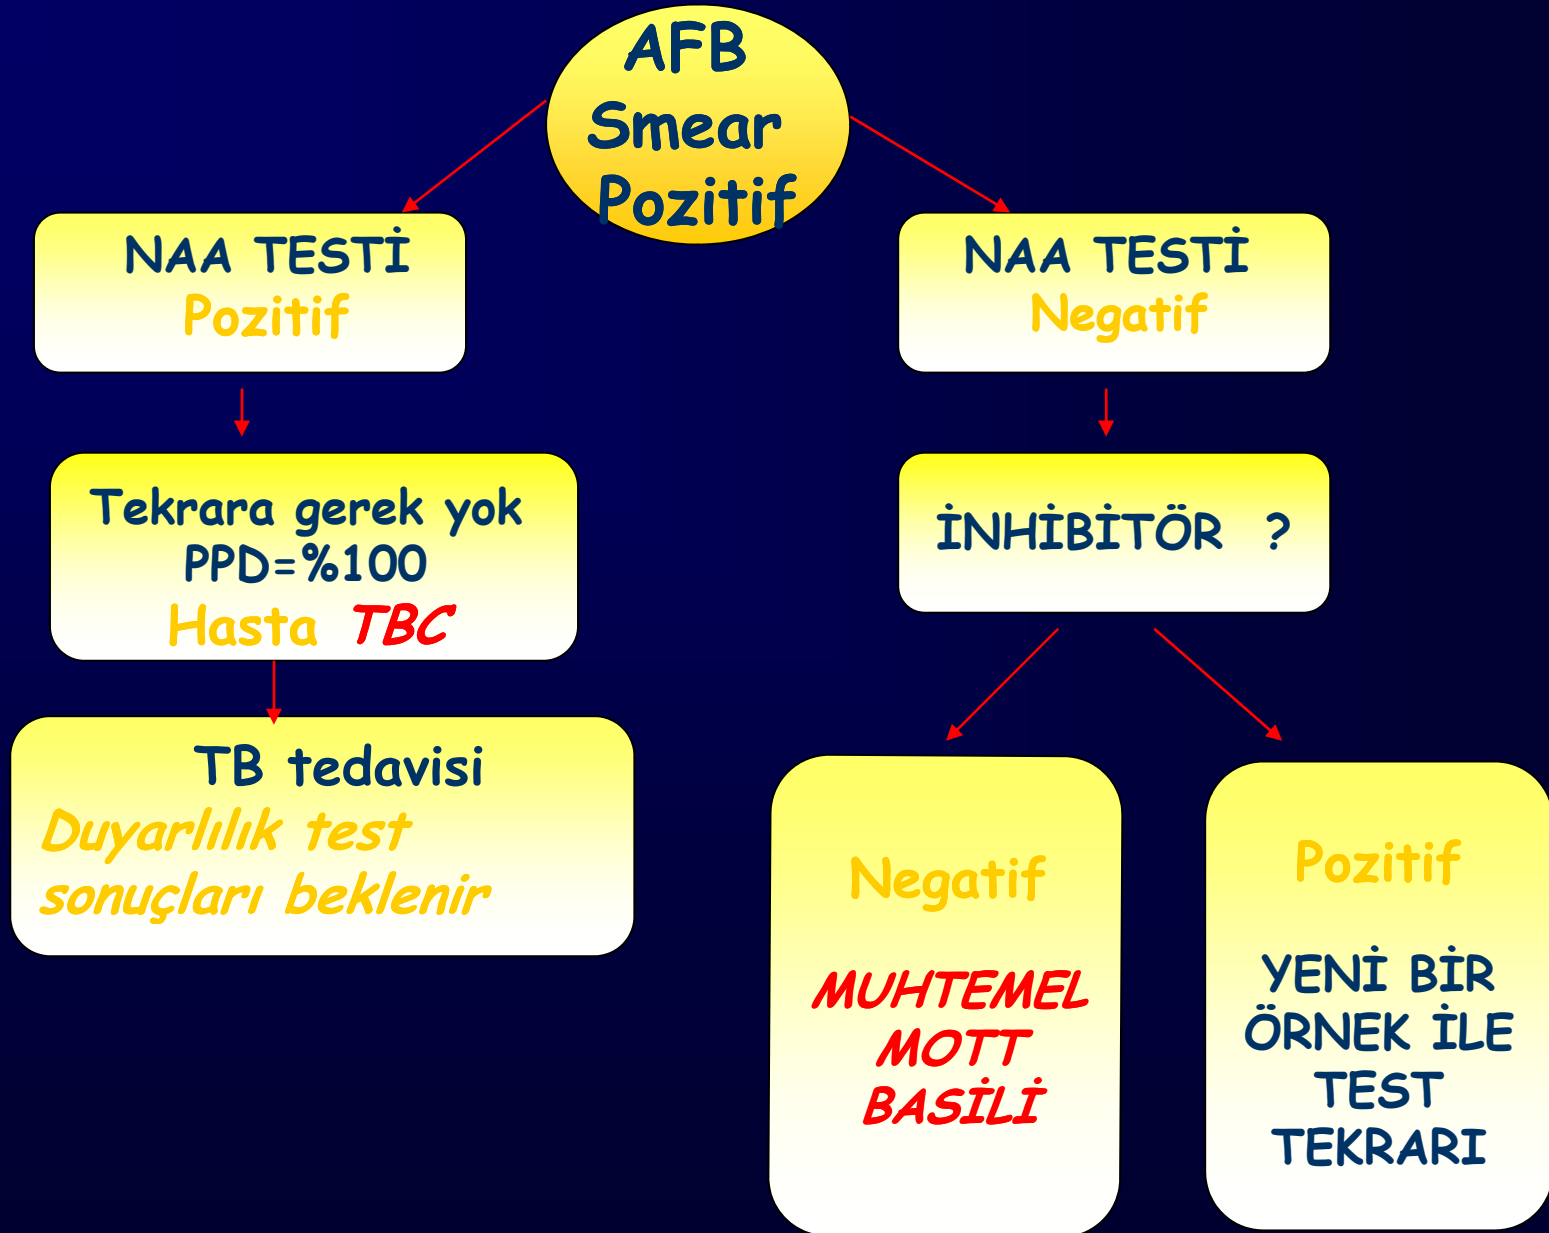 AFB
Smear
Pozitif
NAA TESTİ
Pozitif
NAA TESTİ
Negatif
Tekrara gerek yok
PPD=%100
Hasta TBC
İNHİBİTÖR ?
TB tedavisi
Duyarlılık test
sonuçları beklenir
Negatif
MUHTEMEL
MOTT
BASİLİ
Pozitif
YENİ BİR
ÖRNEK İLE
TEST
TEKRARI